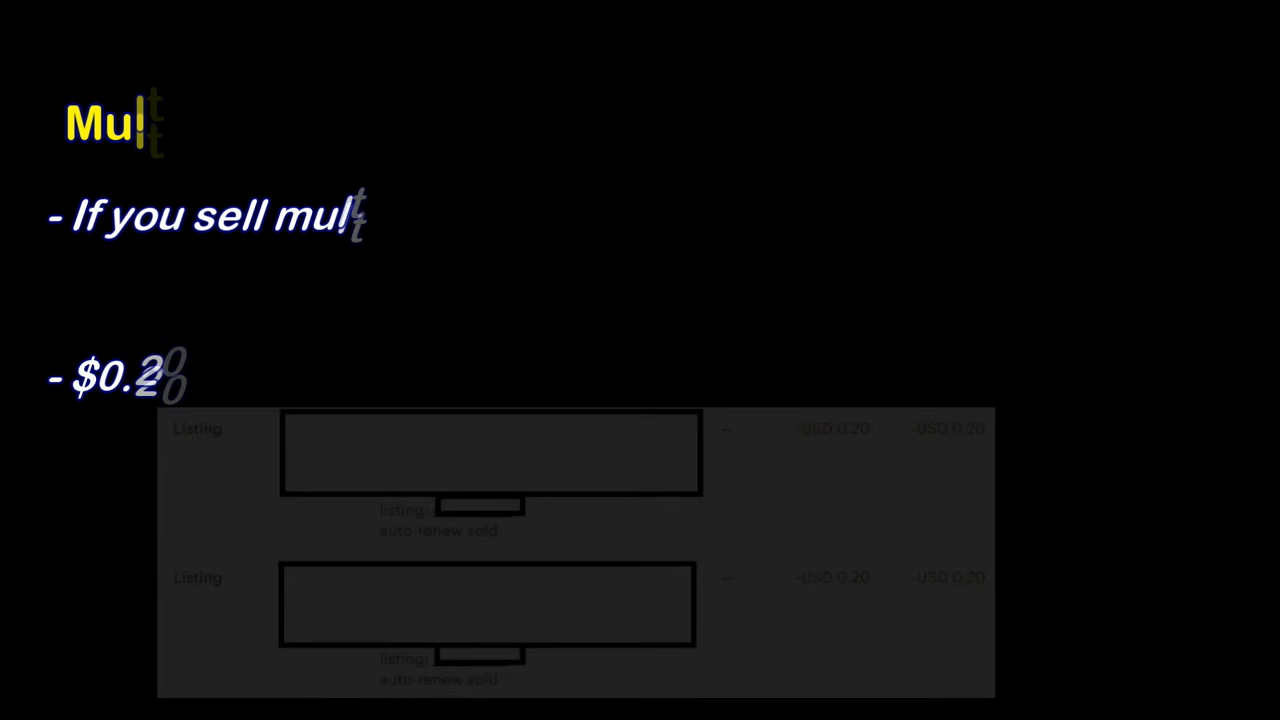 Mult
- If you sell mult
- $0.20
Listing -- -USD 0.20 -USD 0.20
listing:
auto-renew sold
Listing -- -USD 0.20 -USD 0.20
listing:
auto-renew sold